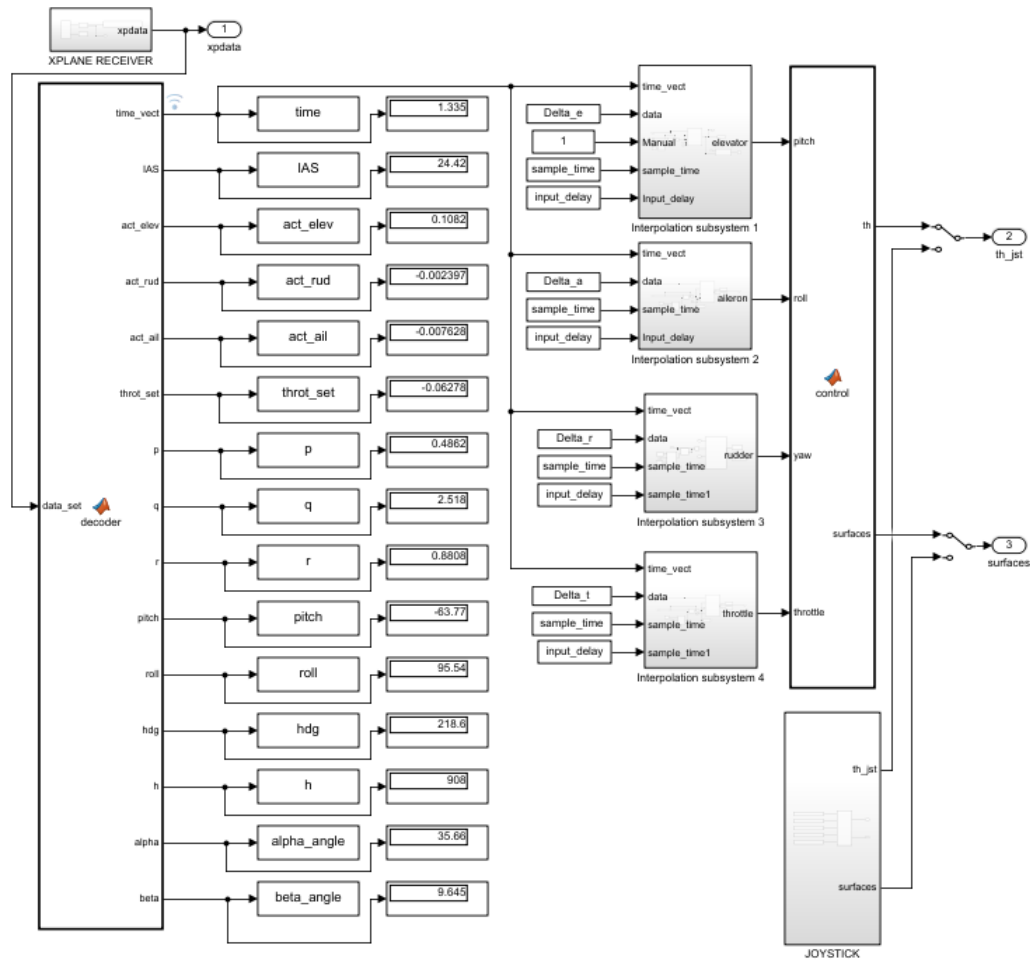 xpdata
XPLANE RECEIVER
1
xpdata
data_set
decoder
time_vect
time
1.335
IAS
IAS
24.42
act_elev
act_elev
0.1082
act_rud
act_rud
-0.002397
act_ail
act_ail
-0.007628
throt_set
throt_set
-0.06278
p
p
0.4862
q
q
2.518
r
r
0.8808
pitch
pitch
-63.77
roll
roll
95.54
hdg
hdg
218.6
h
h
908
alpha
alpha_angle
35.66
beta
beta_angle
9.645
Delta_e
1
sample_time
input_delay
time_vect
data
Manual
sample_time
Input_delay
elevator
Interpolation subsystem 1
Delta_a
sample_time
input_delay
time_vect
data
sample_time
Input_delay
aileron
Interpolation subsystem 2
Delta_r
sample_time
input_delay
time_vect
data
sample_time
sample_time1
rudder
Interpolation subsystem 3
Delta_t
sample_time
input_delay
time_vect
data
sample_time
sample_time1
throttle
Interpolation subsystem 4
pitch
roll
yaw
throttle
control
th
surfaces
2
th_jst
3
surfaces
th_jst
surfaces
JOYSTICK